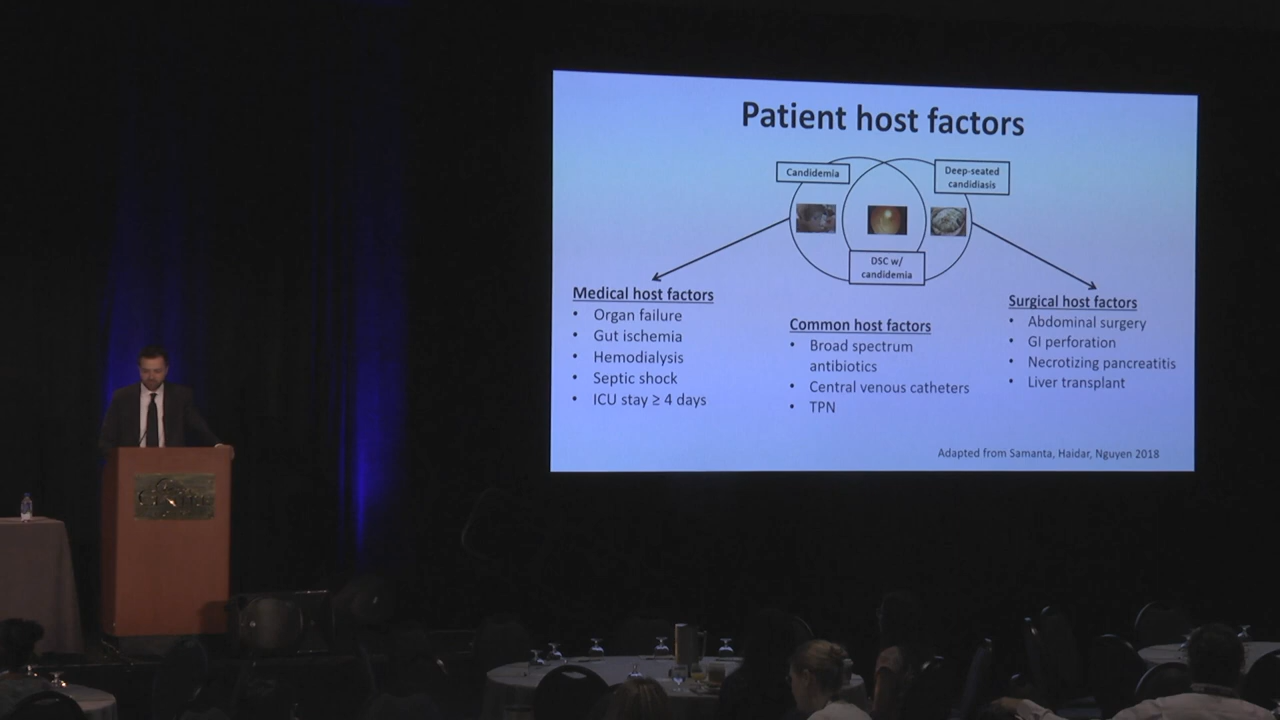 Patient host factors
Candidemia
Deep-seated
candidiasis
DSC w/
candidemia
Medical host factors
• Organ failure
• Gut ischemia
• Hemodialysis
• Septic shock
• ICU stay ≥ 4 days
Common host factors
• Broad spectrum
antibiotics
• Central venous catheters
• TPN
Surgical host factors
• Abdominal surgery
• GI perforation
• Necrotizing pancreatitis
• Liver transplant
Adapted from Samanta, Haidar, Nguyen 2018